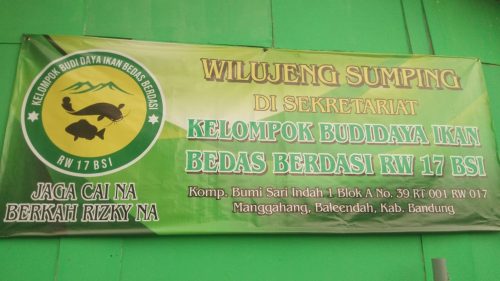 KELOMPOK BUDI DAYA IKAN BEDAS BERDASI
RW 17 BSI
JAGA CAI NA
BERKAH RIZKY NA
WILUJENG SUMPING
DI SEKRETARIAT
KELOMPOK BUDIDAYA IKAN
BEDAS BERDASI RW 17 BSI
Komp. Bumi Sari Indah 1 Blok A No. 39 RT 001 RW 017
Manggahang, Baleendah, Kab. Bandung